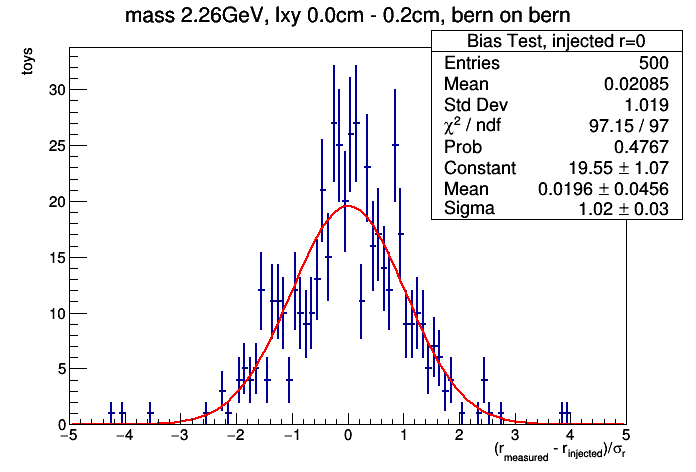 mass 2.26GeV, lxy 0.0cm - 0.2cm, bern on bern
Bias Test, injected r=0
Entries 500
Mean 0.02085
Std Dev 1.019
χ² / ndf 97.15 / 97
Prob 0.4767
Constant 19.55 ± 1.07
Mean 0.0196 ± 0.0456
Sigma 1.02 ± 0.03
toys
30
25
20
15
10
5
0
−5 −4 −3 −2 −1 0 1 2 3 4 5
(r_measured - r_injected)/σ_r